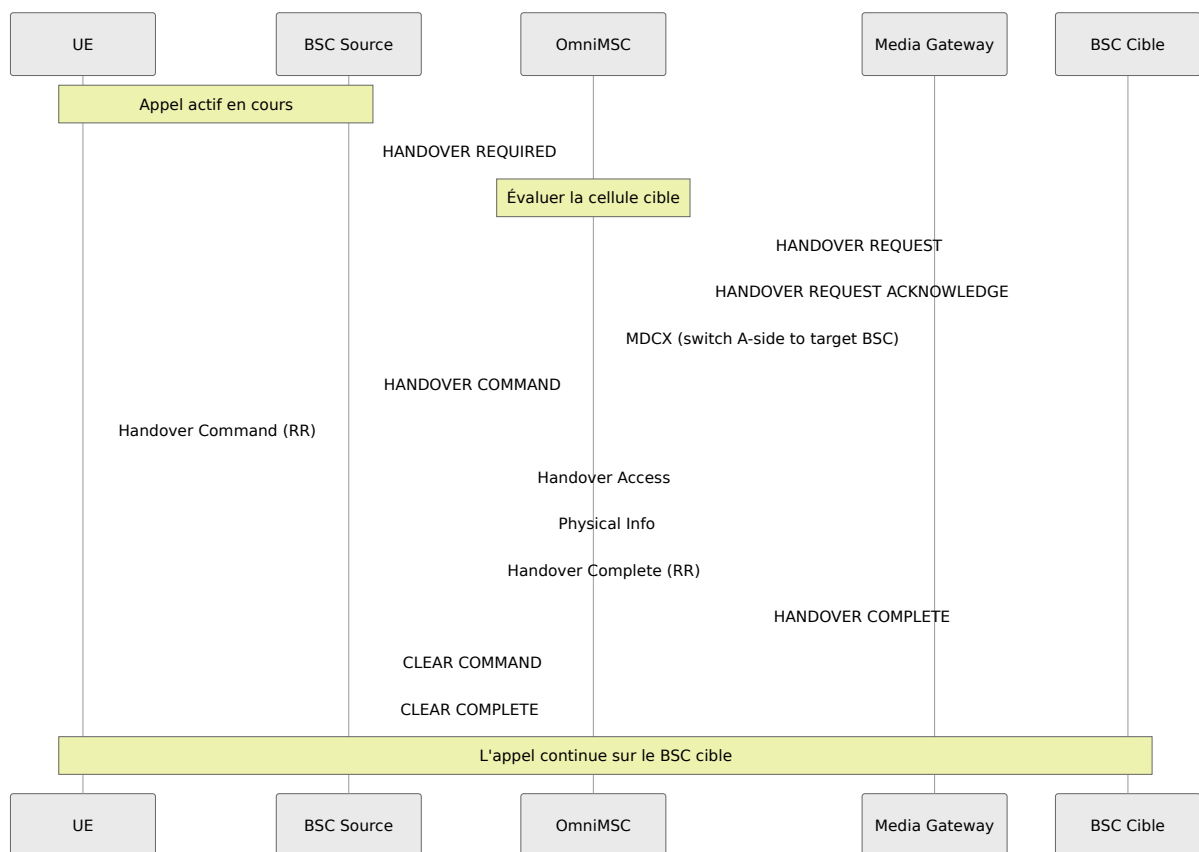 UE
BSC Source
OmniMSC
Media Gateway
BSC Cible
Appel actif en cours
HANDOVER REQUIRED
Évaluer la cellule cible
HANDOVER REQUEST
HANDOVER REQUEST ACKNOWLEDGE
MDCX (switch A-side to target BSC)
HANDOVER COMMAND
Handover Command (RR)
Handover Access
Physical Info
Handover Complete (RR)
HANDOVER COMPLETE
CLEAR COMMAND
CLEAR COMPLETE
L'appel continue sur le BSC cible
UE
BSC Source
OmniMSC
Media Gateway
BSC Cible